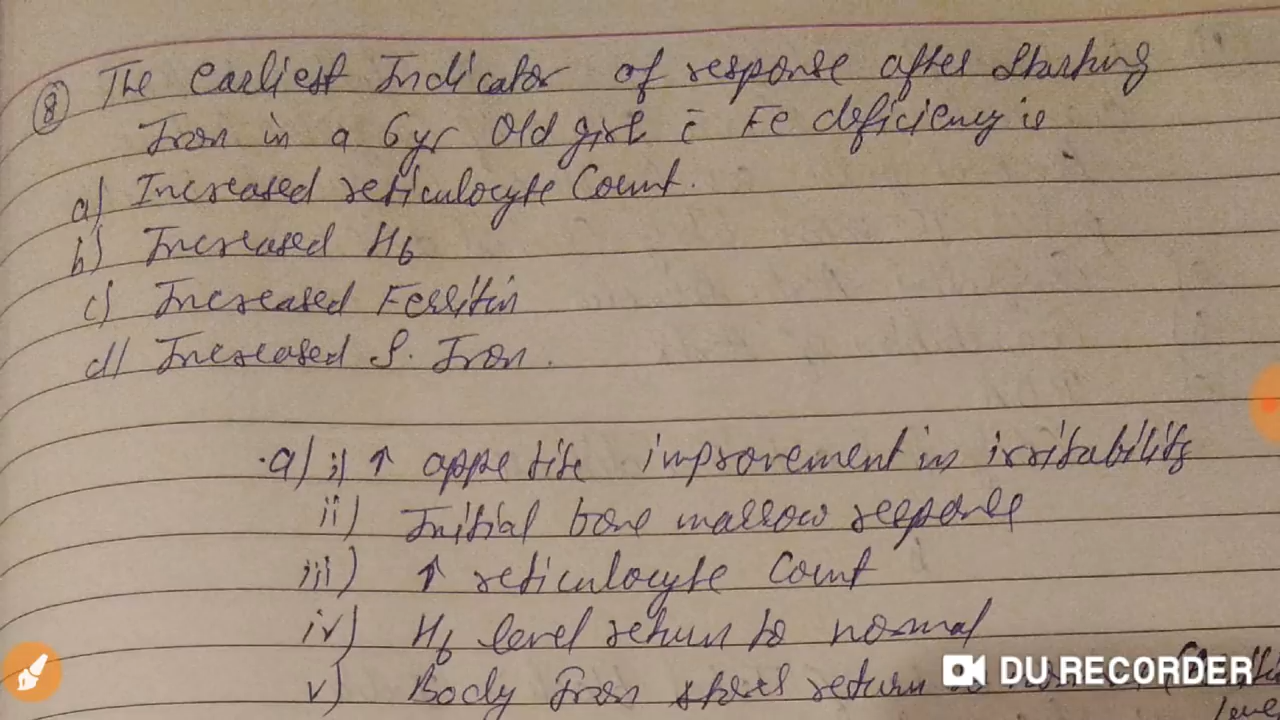 ⑧ The earliest Indicator of response after starting
Iron in a 6yr Old girl c̄ Fe deficiency is
a) Increased reticulocyte Count.
b) Increased Hb
c) Increased Ferritin
d) Increased S. Iron.
a) i) ↑ appetite improvement in irritability
ii) Initial bone marrow response
iii) ↑ reticulocyte Count
iv) Hb level return to normal
v) Body Iron stores return
DU RECORDER